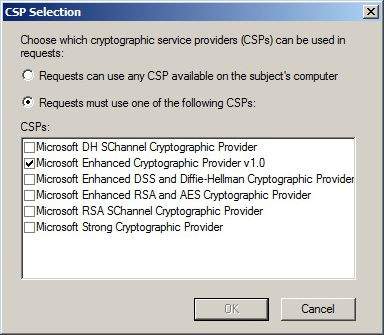 CSP Selection
Choose which cryptographic service providers (CSPs) can be used in
requests:
Requests can use any CSP available on the subject's computer
Requests must use one of the following CSPs:
CSPs:
Microsoft DH SChannel Cryptographic Provider
Microsoft Enhanced Cryptographic Provider v1.0
Microsoft Enhanced DSS and Diffie-Hellman Cryptographic Provider
Microsoft Enhanced RSA and AES Cryptographic Provider
Microsoft RSA SChannel Cryptographic Provider
Microsoft Strong Cryptographic Provider
OK Cancel